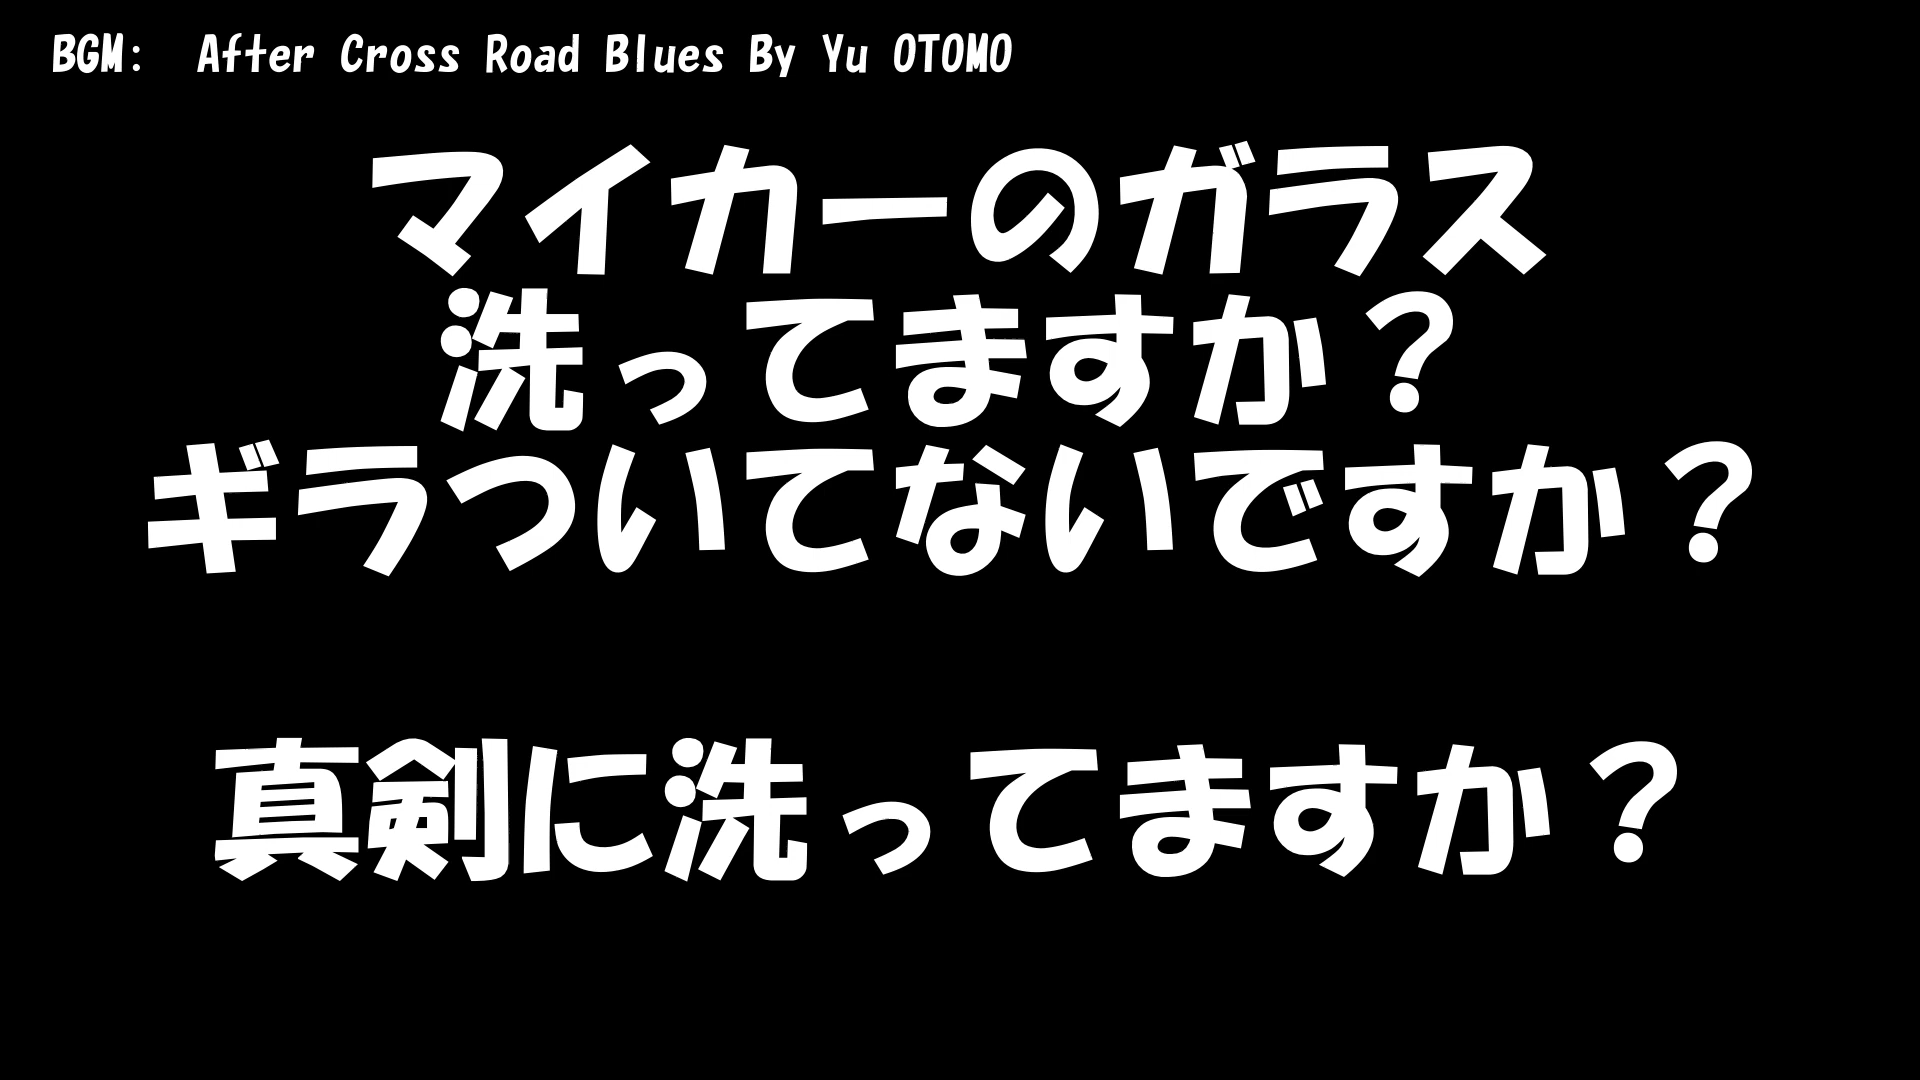 BGM:　After Cross Road Blues By Yu OTOMO
マイカーのガラス
洗ってますか？
ギラついてないですか？
真剣に洗ってますか？